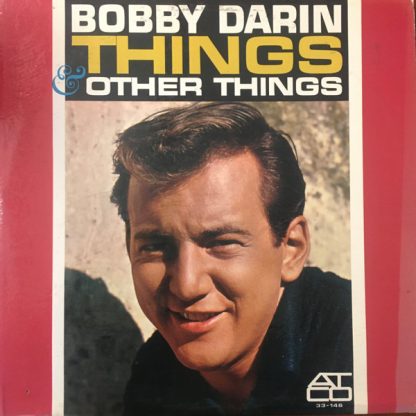 BOBBY DARIN
THINGS
& OTHER THINGS
ATCO
33-146